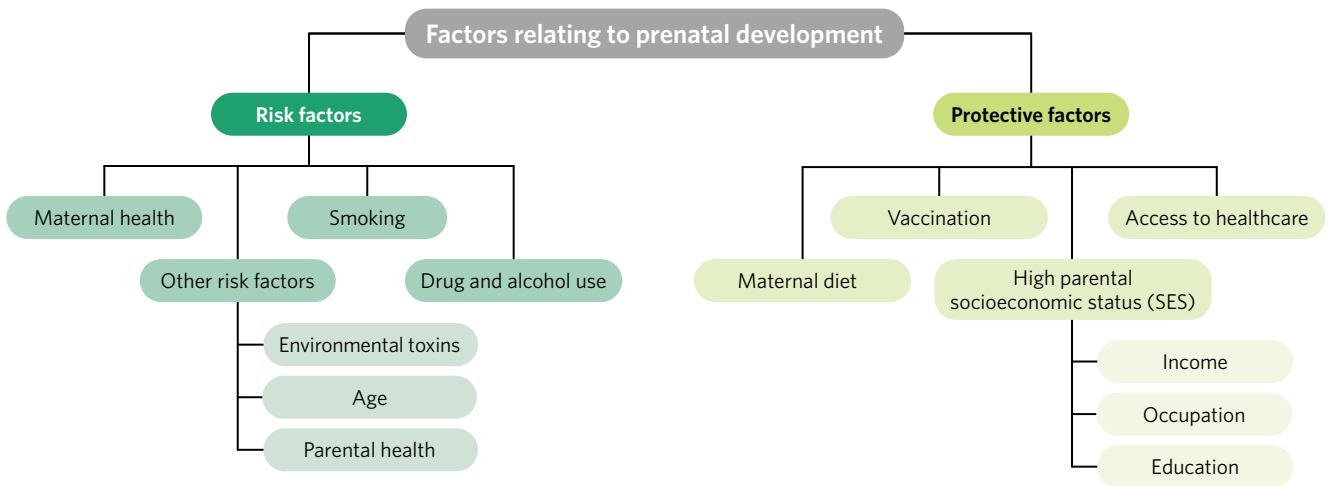 Factors relating to prenatal development
Risk factors
Protective factors
Maternal health
Smoking
Vaccination
Access to healthcare
Other risk factors
Drug and alcohol use
Maternal diet
High parental
socioeconomic status (SES)
Environmental toxins
Age
Parental health
Income
Occupation
Education